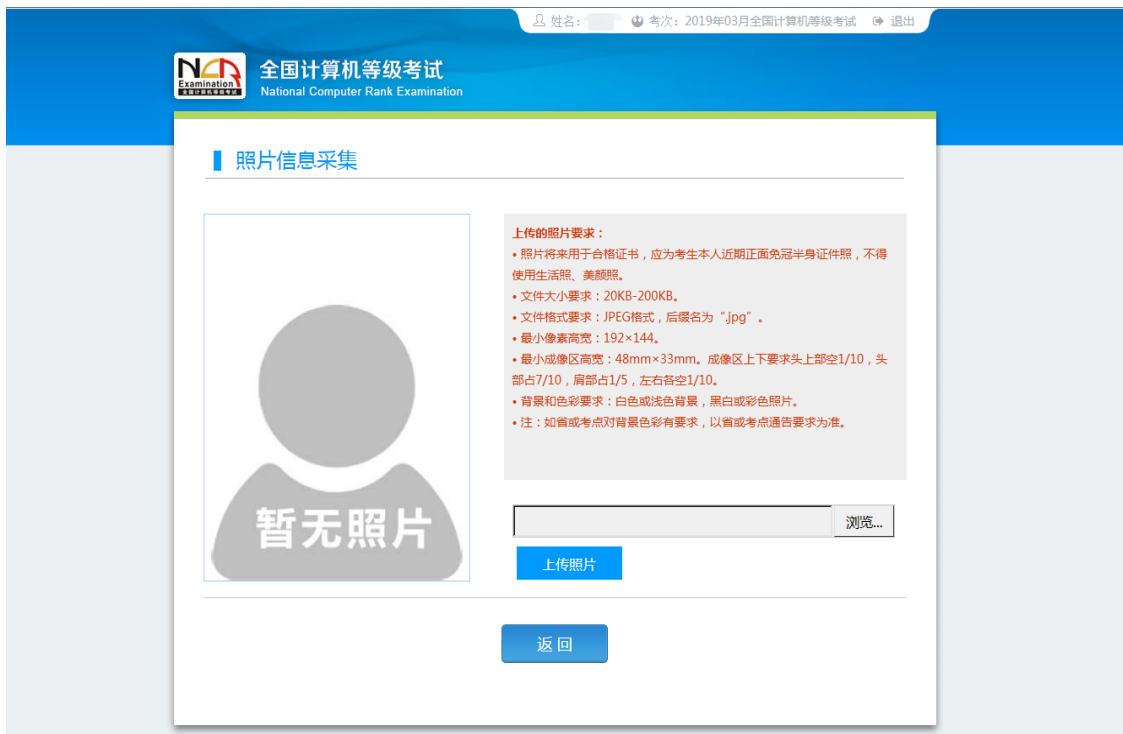 姓名：
考次：2019年03月全国计算机等级考试
退出
NCR
Examination
全国计算机等级考试
全国计算机等级考试
National Computer Rank Examination
照片信息采集
上传的照片要求：
• 照片将来用于合格证书，应为考生本人近期正面免冠半身证件照，不得
使用生活照、美颜照。
• 文件大小要求：20KB-200KB。
• 文件格式要求：JPEG格式，后缀名为“.jpg”。
• 最小像素高宽：192×144。
• 最小成像区高宽：48mm×33mm。成像区上下要求头上部空1/10，头
部占7/10，肩部占1/5，左右各空1/10。
• 背景和色彩要求：白色或浅色背景，黑白或彩色照片。
• 注：如省或考点对背景色彩有要求，以省或考点通告要求为准。
暂无照片
浏览...
上传照片
返回